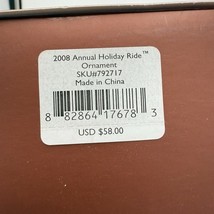 2008 Annual Holiday Ride™
Ornament
SKU#792717
Made in China
8 82864 17678 3
USD $58.00